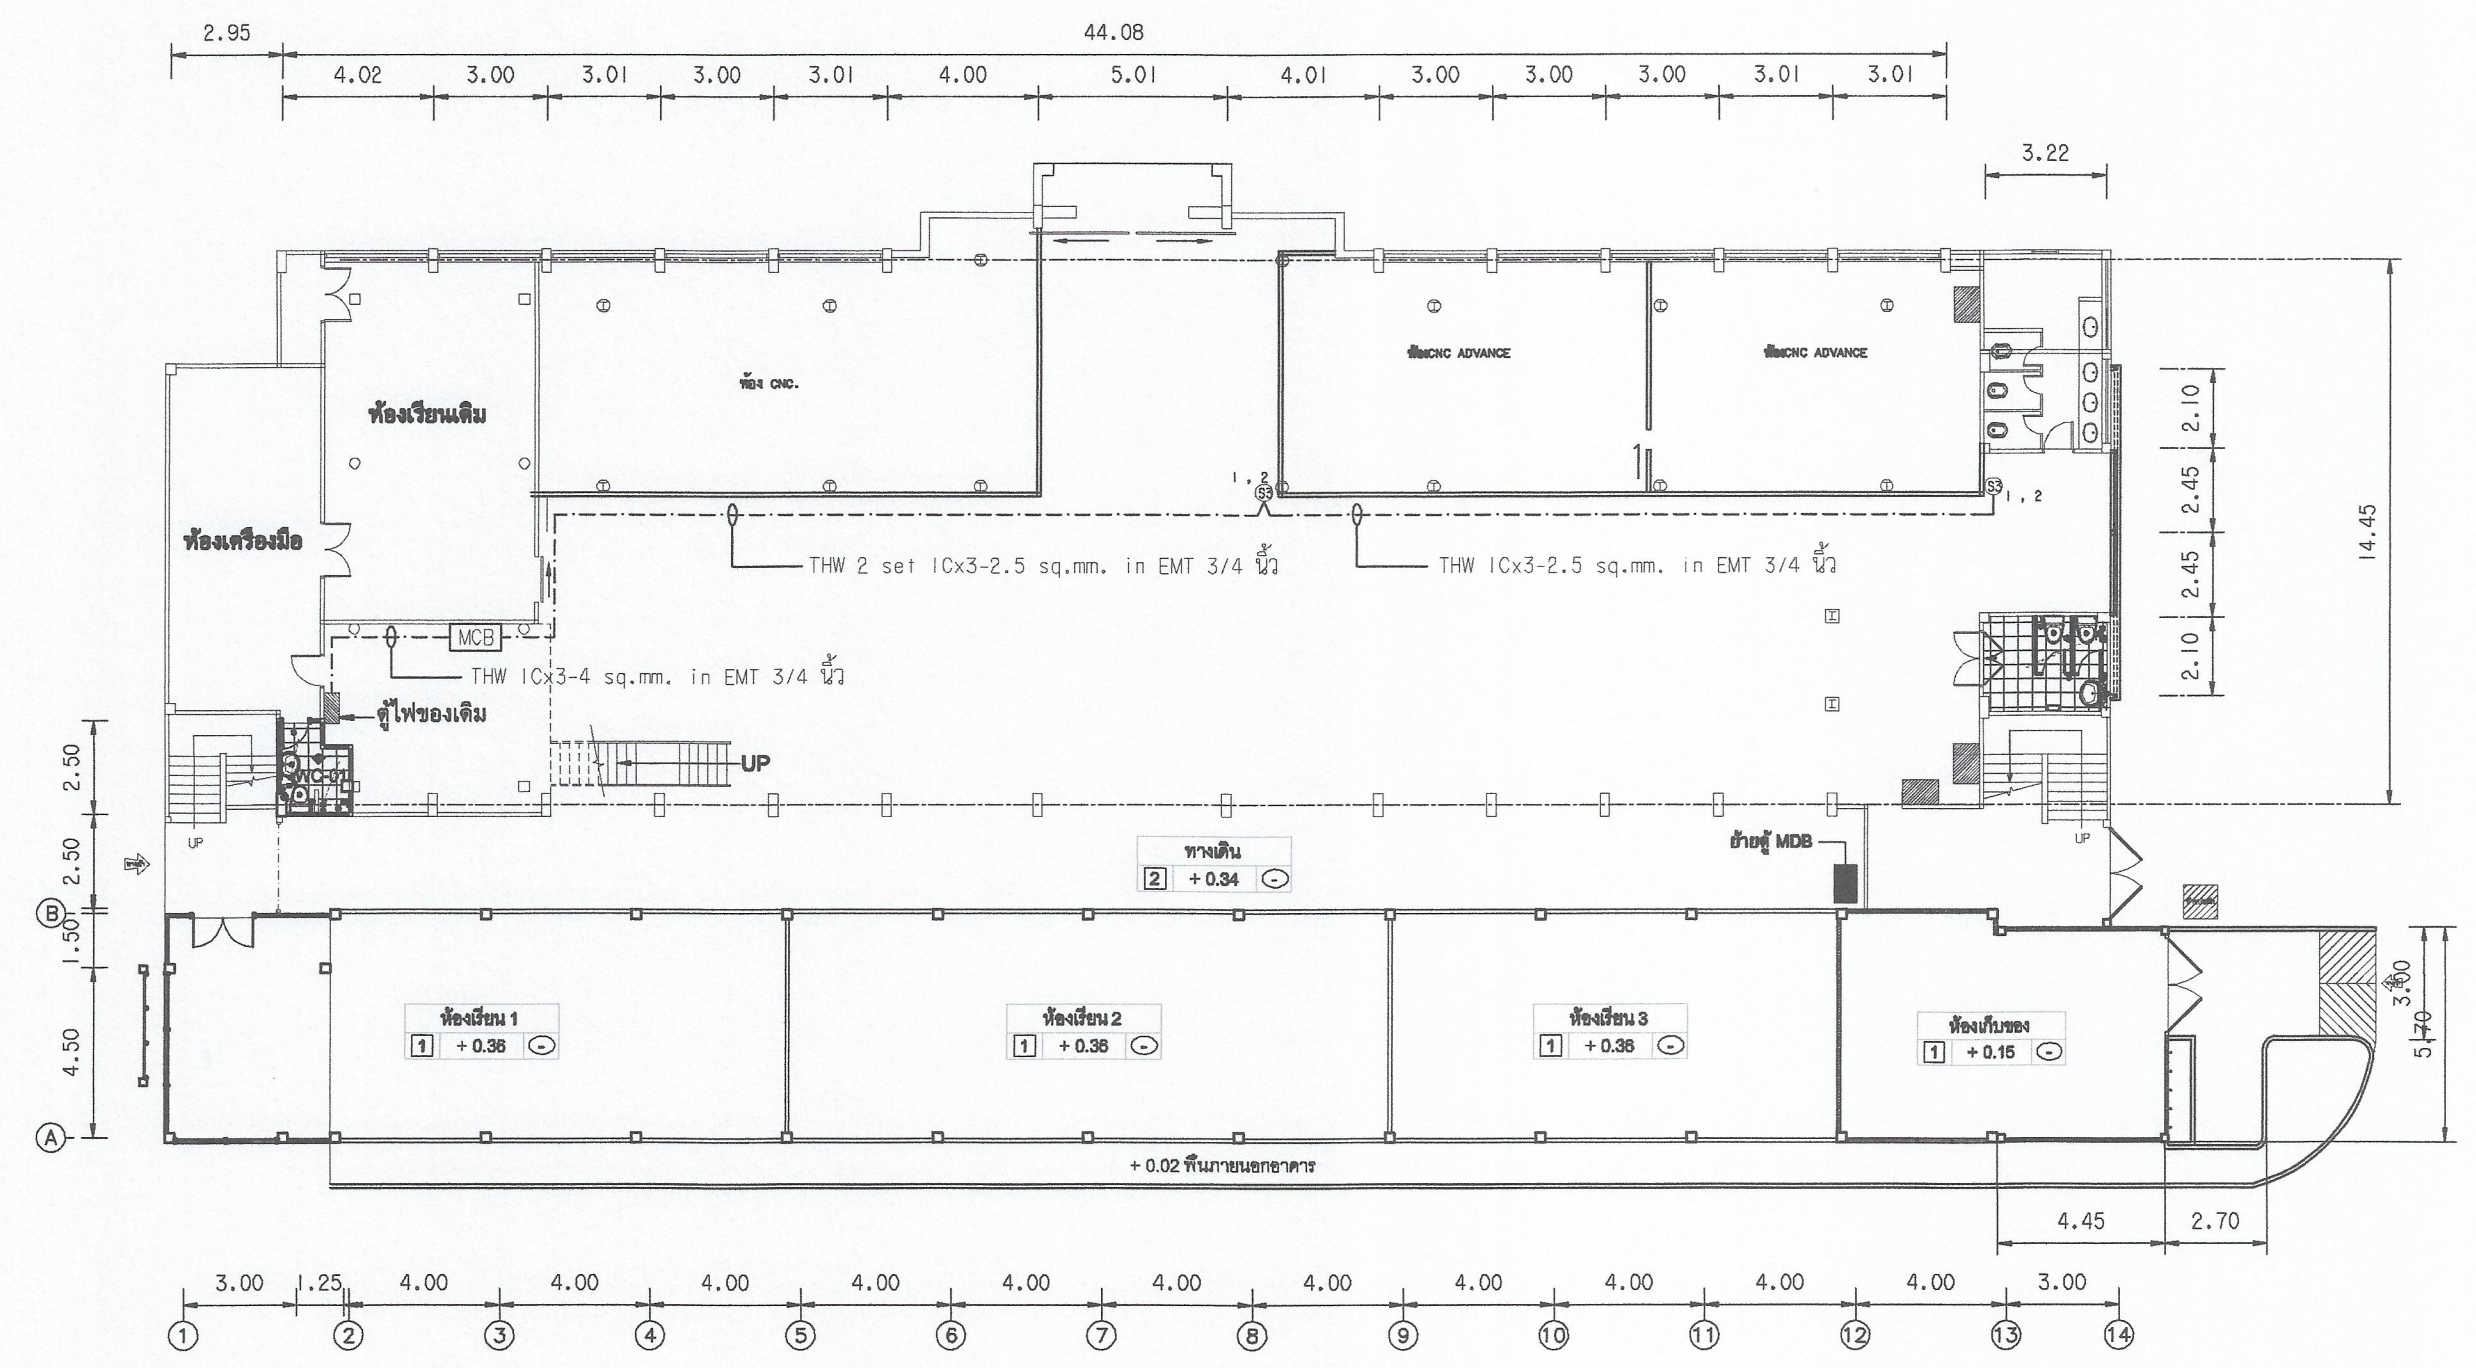 2.95
44.08
4.02 3.00 3.01 3.00 3.01 4.00 5.01 4.01 3.00 3.00 3.00 3.01 3.01
3.22
ห้องCNC ADVANCE
ห้องCNC ADVANCE
ห้อง CNC.
ห้องเรียนเดิม
2.10
1,2
S3
S3
1,2
2.45
14.45
ห้องเครื่องมือ
THW 2 set 1Cx3-2.5 sq.mm. in EMT 3/4 นิ้ว
THW 1Cx3-2.5 sq.mm. in EMT 3/4 นิ้ว
2.45
MCB
THW 1Cx3-4 sq.mm. in EMT 3/4 นิ้ว
2.10
ตู้ไฟของเดิม
2.50
UP
WC-01
UP
UP
ย้ายตู้ MDB
2.50
ทางเดิน
2 +0.34 -
B
1.50
3.00
5.70
4.50
ห้องเรียน 1
1 +0.36 -
ห้องเรียน 2
1 +0.36 -
ห้องเรียน 3
1 +0.36 -
ห้องเก็บของ
1 +0.15 -
A
+0.02 พื้นภายนอกอาคาร
4.45 2.70
3.00 1.25 4.00 4.00 4.00 4.00 4.00 4.00 4.00 4.00 4.00 4.00 4.00 3.00
1 2 3 4 5 6 7 8 9 10 11 12 13 14